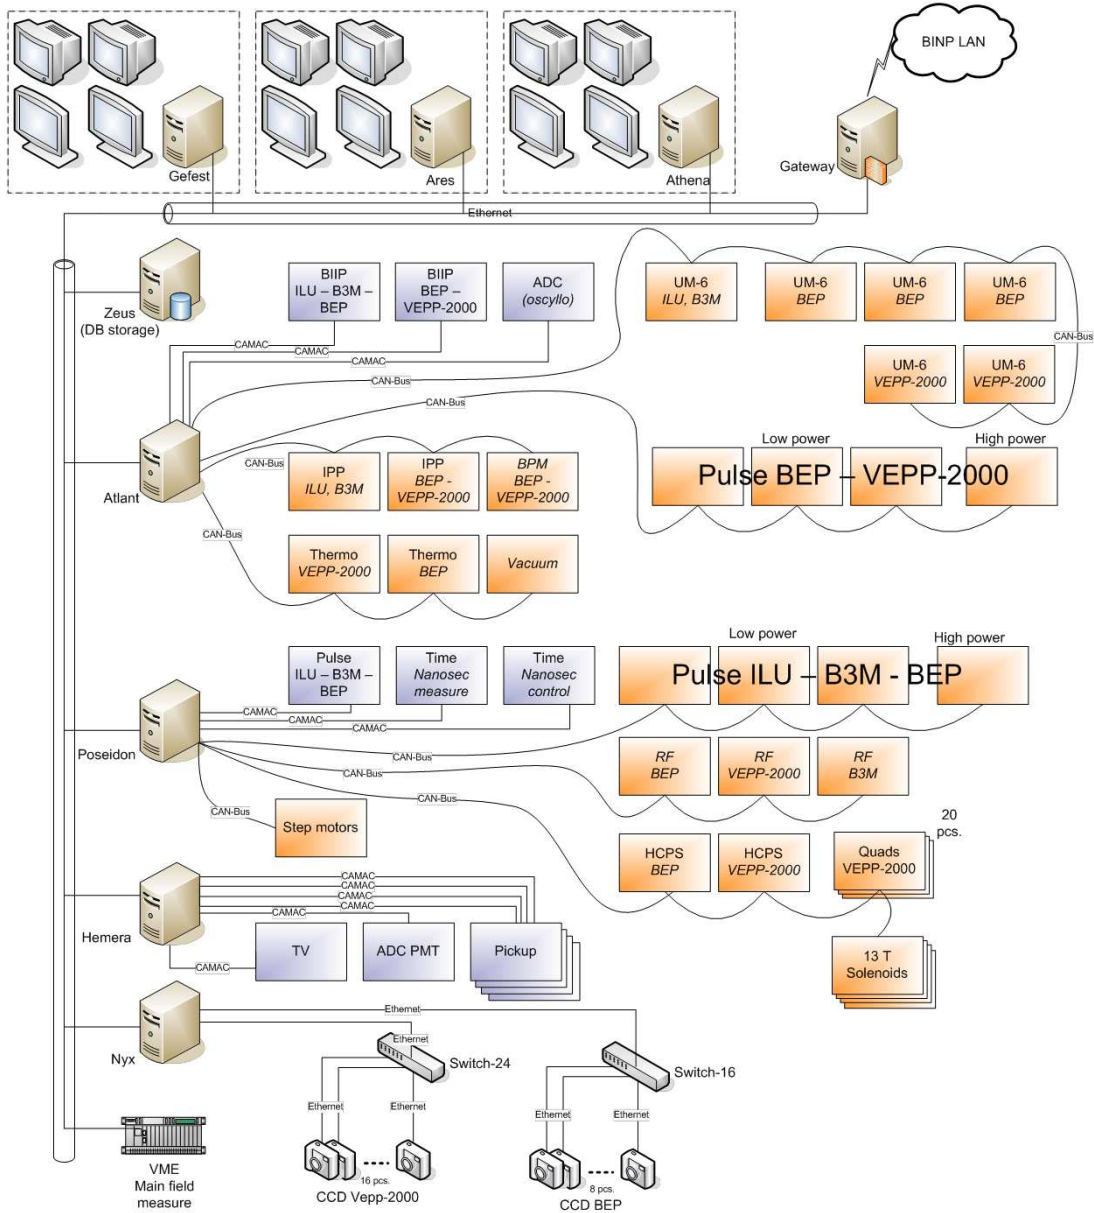 BINP LAN
Gefest
Ares
Athena
Gateway
Ethernet
Zeus
(DB storage)
BIIP
ILU – B3M –
BEP
BIIP
BEP –
VEPP-2000
ADC
(oscyllo)
UM-6
ILU, B3M
UM-6
BEP
UM-6
BEP
UM-6
BEP
CAMAC
CAMAC
CAMAC
CAN-Bus
CAN-Bus
UM-6
VEPP-2000
UM-6
VEPP-2000
CAN-Bus
Atlant
Low power
High power
Pulse BEP – VEPP-2000
CAN-Bus
IPP
ILU, B3M
IPP
BEP -
VEPP-2000
BPM
BEP -
VEPP-2000
CAN-Bus
Thermo
VEPP-2000
Thermo
BEP
Vacuum
Low power
High power
Pulse ILU – B3M - BEP
Pulse
ILU – B3M –
BEP
Time
Nanosec
measure
Time
Nanosec
control
CAMAC
CAMAC
CAMAC
Poseidon
CAN-Bus
CAN-Bus
CAN-Bus
CAN-Bus
RF
BEP
RF
VEPP-2000
RF
B3M
Step motors
20
pcs.
HCPS
BEP
HCPS
VEPP-2000
Quads
VEPP-2000
CAMAC
CAMAC
CAMAC
CAMAC
CAMAC
Hemera
TV
ADC PMT
Pickup
13 T
Solenoids
CAMAC
Ethernet
Ethernet
Nyx
Switch-24
Switch-16
Ethernet
Ethernet
Ethernet
Ethernet
VME
Main field
measure
16 pcs.
CCD Vepp-2000
8 pcs.
CCD BEP